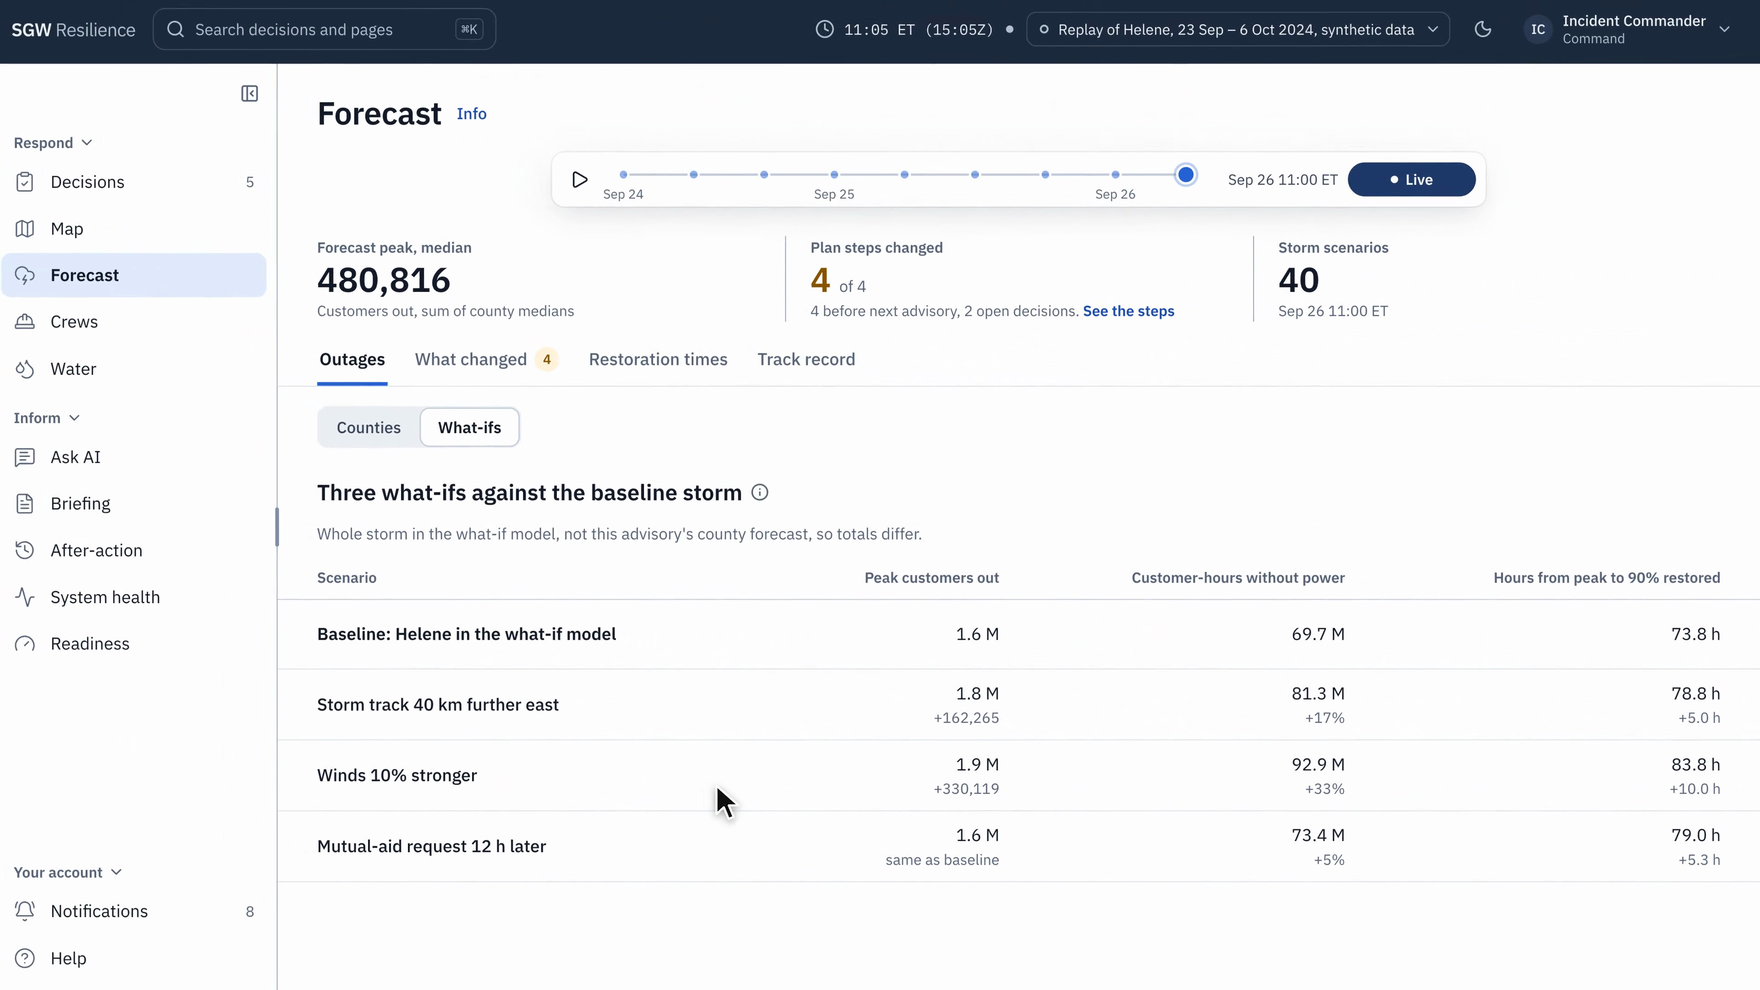 SGW Resilience
Search decisions and pages
⌘K
11:05 ET (15:05Z)
Replay of Helene, 23 Sep – 6 Oct 2024, synthetic data
IC
Incident Commander
Command
Respond
Decisions 5
Map
Forecast
Crews
Water
Inform
Ask AI
Briefing
After-action
System health
Readiness
Your account
Notifications 8
Help
Forecast Info
Sep 24
Sep 25
Sep 26
Sep 26 11:00 ET
Live
Forecast peak, median
480,816
Customers out, sum of county medians
Plan steps changed
4 of 4
4 before next advisory, 2 open decisions. See the steps
Storm scenarios
40
Sep 26 11:00 ET
Outages What changed 4 Restoration times Track record
Counties What-ifs
Three what-ifs against the baseline storm
Whole storm in the what-if model, not this advisory's county forecast, so totals differ.
Scenario Peak customers out Customer-hours without power Hours from peak to 90% restored
Baseline: Helene in the what-if model 1.6 M 69.7 M 73.8 h
Storm track 40 km further east 1.8 M 81.3 M 78.8 h
+162,265 +17% +5.0 h
Winds 10% stronger 1.9 M 92.9 M 83.8 h
+330,119 +33% +10.0 h
Mutual-aid request 12 h later 1.6 M 73.4 M 79.0 h
same as baseline +5% +5.3 h